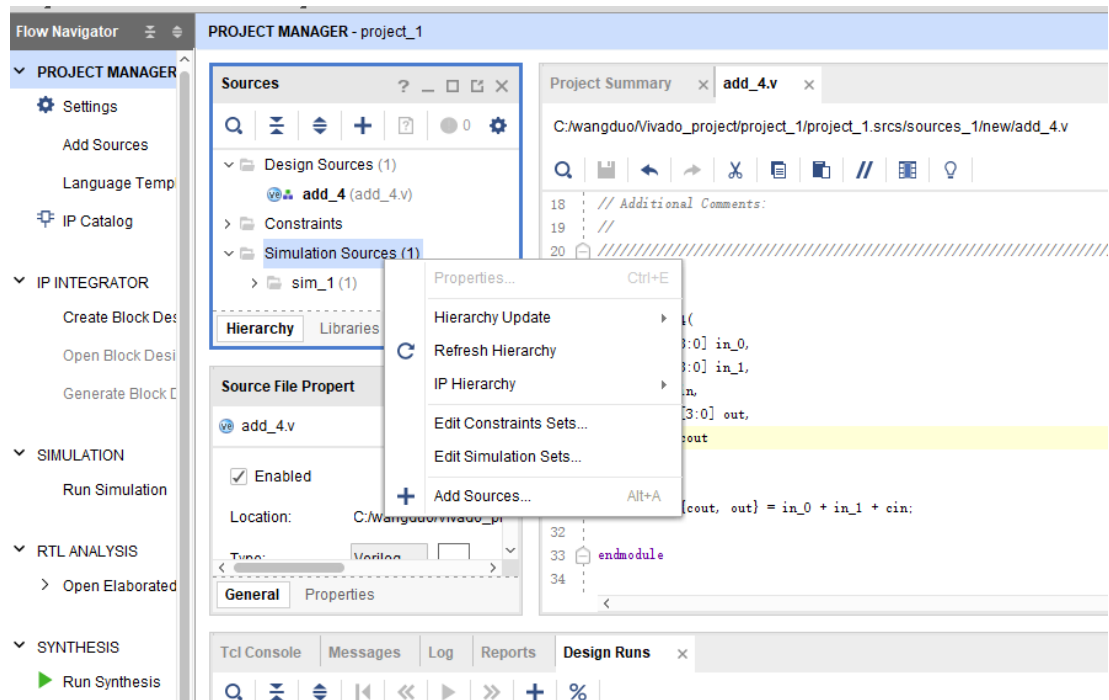 Flow Navigator
PROJECT MANAGER - project_1
PROJECT MANAGER
Settings
Add Sources
Language Temp
IP Catalog
IP INTEGRATOR
Create Block Des
Open Block Desi
Generate Block D
SIMULATION
Run Simulation
RTL ANALYSIS
Open Elaborated
SYNTHESIS
Run Synthesis
Sources
? _
0
Design Sources (1)
add_4 (add_4.v)
Constraints
Simulation Sources (1)
sim_1 (1)
Hierarchy Libraries
Source File Propert
add_4.v
Enabled
Location: C:/wangduo/Vivado_pr
Type: Verilog
General Properties
Properties... Ctrl+E
Hierarchy Update
Refresh Hierarchy
IP Hierarchy
Edit Constraints Sets...
Edit Simulation Sets...
Add Sources... Alt+A
Project Summary × add_4.v ×
C:/wangduo/Vivado_project/project_1/project_1.srcs/sources_1/new/add_4.v
18 // Additional Comments:
19 //
20 //////////////////////////////////////////////////////////////////////////
4(
3:0] in_0,
3:0] in_1,
in,
[3:0] out,
cout
[cout, out} = in_0 + in_1 + cin;
32
33 endmodule
34
Tcl Console Messages Log Reports Design Runs ×
%